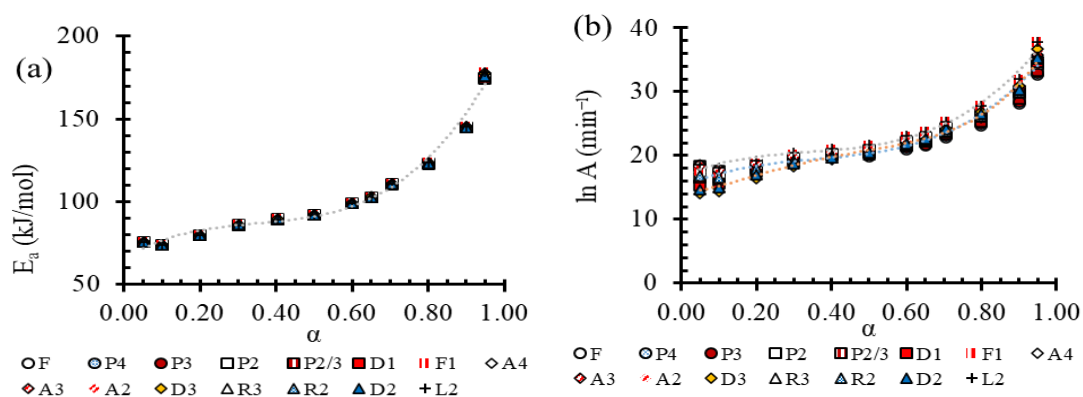 (a)
E_a (kJ/mol)
200
150
100
50
0.00 0.20 0.40 0.60 0.80 1.00
α
F P4 P3 P2 P2/3 D1 F1 A4
A3 A2 D3 R3 R2 D2 L2
(b)
ln A (min⁻¹)
40
30
20
10
0
0.00 0.20 0.40 0.60 0.80 1.00
α
F P4 P3 P2 P2/3 D1 F1 A4
A3 A2 D3 R3 R2 D2 L2